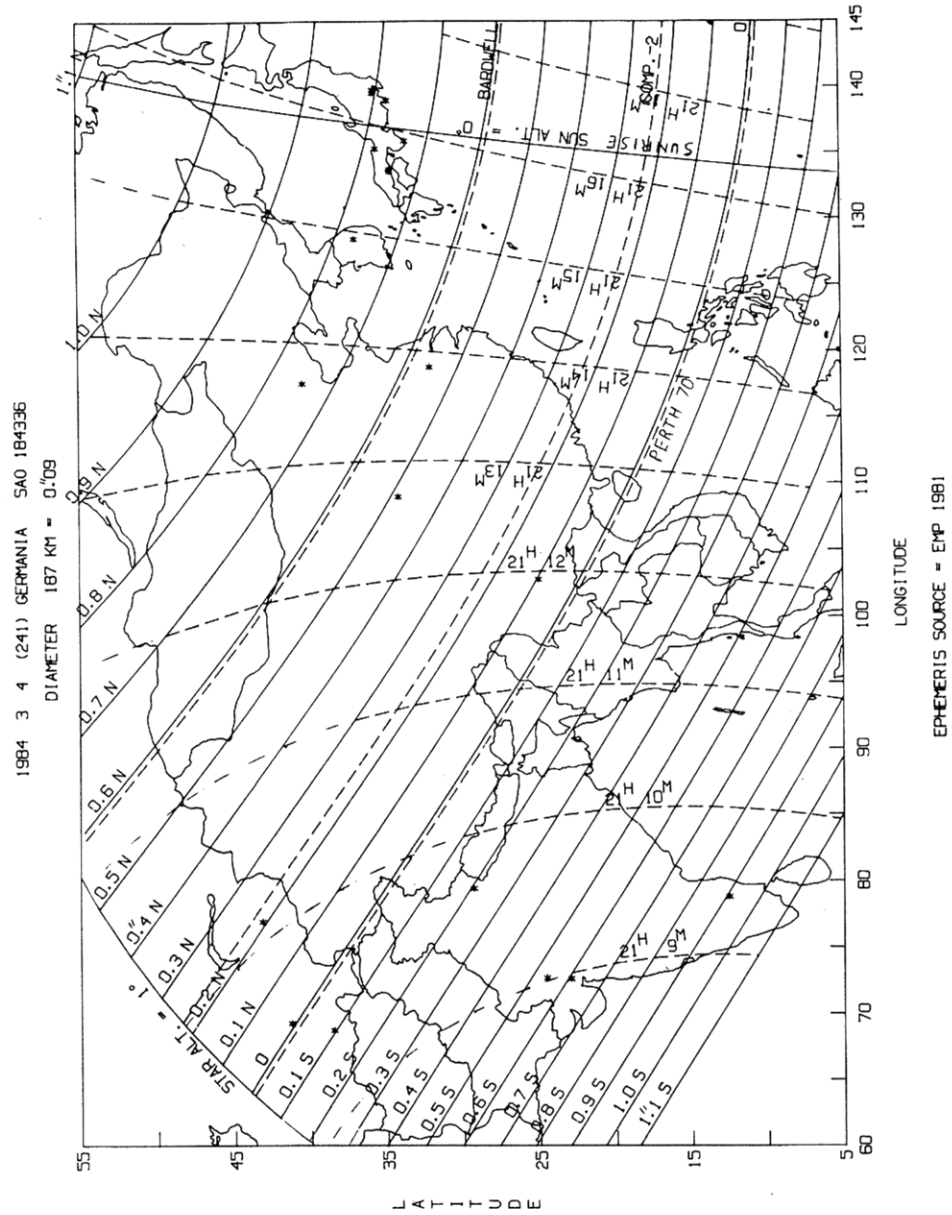 1984 3 4 (241) GERMANIA SAO 184336
DIAMETER 187 KM = 0."09
LATITUDE
55
45
35
25
15
5
60
70
80
90
100
110
120
130
140
145
LONGITUDE
EPHEMERIS SOURCE = EMP 1981
STAR ALT. = 1°
1."1
1.0 N
0.9 N
0.8 N
0.7 N
0.6 N
0.5 N
0."4 N
0.3 N
0.2 N
0.1 N
0
0.1 S
0.2 S
0.3 S
0.4 S
0.5 S
0.6 S
0.7 S
0.8 S
0.9 S
1.0 S
1."1 S
21H 9M
21H 10M
21H 11M
21H 12M
21H 13M
21H 14M
21H 15M
21H 16M
21H M
SUNRISE SUN ALT. = 0°
BARDWELL
COMP.-2
PERTH 70
0